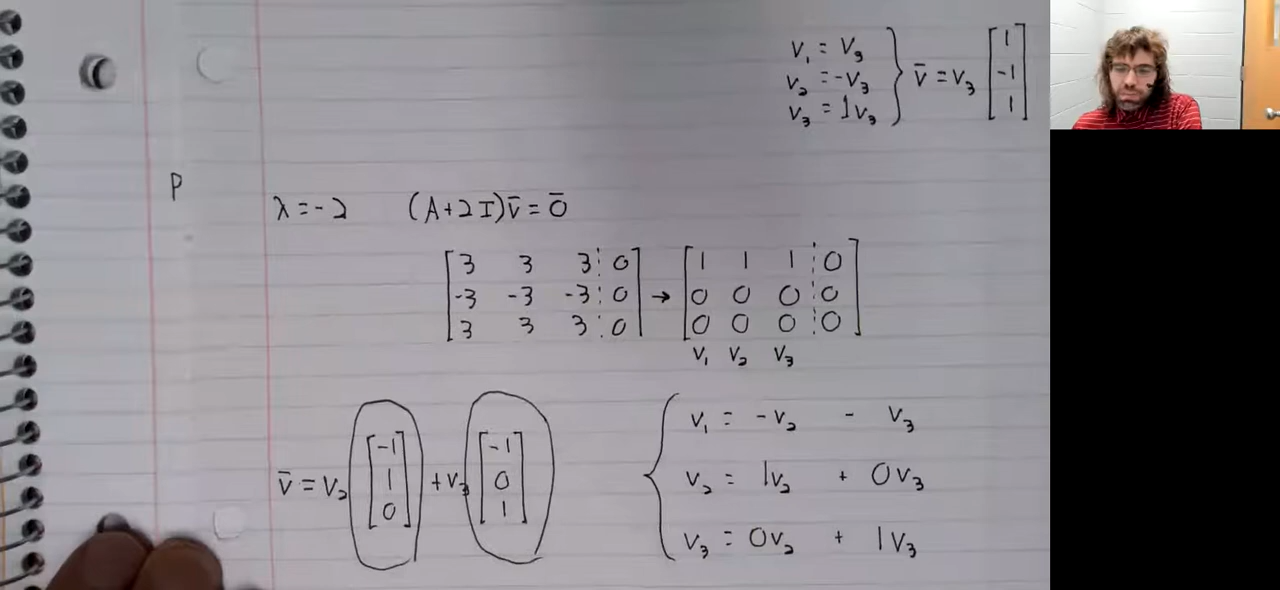 v₁ = v₃
v₂ = -v₃ } v̄ = v₃ [1 -1 1]
v₃ = 1v₃
P
λ = -2 (A+2I)v̄ = 0̄
[3 3 3 ⋮ 0] [1 1 1 ⋮ 0]
[-3 -3 -3 ⋮ 0] → [0 0 0 ⋮ 0]
[3 3 3 ⋮ 0] [0 0 0 ⋮ 0]
v₁ v₂ v₃
v̄ = v₂ [-1 1 0] + v₃ [-1 0 1]
v₁ = -v₂ - v₃
v₂ = 1v₂ + 0v₃
v₃ = 0v₂ + 1v₃